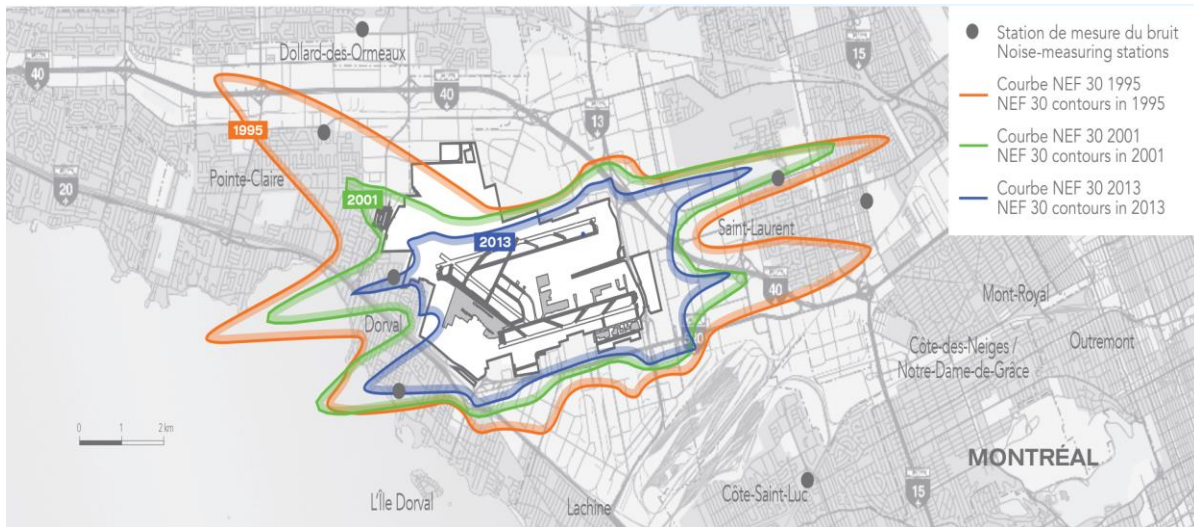 Dollard-des-Ormeaux
40
40
15
13
1995
Pointe-Claire
20
2001
2013
Saint-Laurent
40
Dorval
Mont-Royal
Outremont
Côte-des-Neiges /
Notre-Dame-de-Grâce
0 1 2 km
MONTRÉAL
L'Île Dorval
Lachine
Côte-Saint-Luc
15
Station de mesure du bruit
Noise-measuring stations
Courbe NEF 30 1995
NEF 30 contours in 1995
Courbe NEF 30 2001
NEF 30 contours in 2001
Courbe NEF 30 2013
NEF 30 contours in 2013